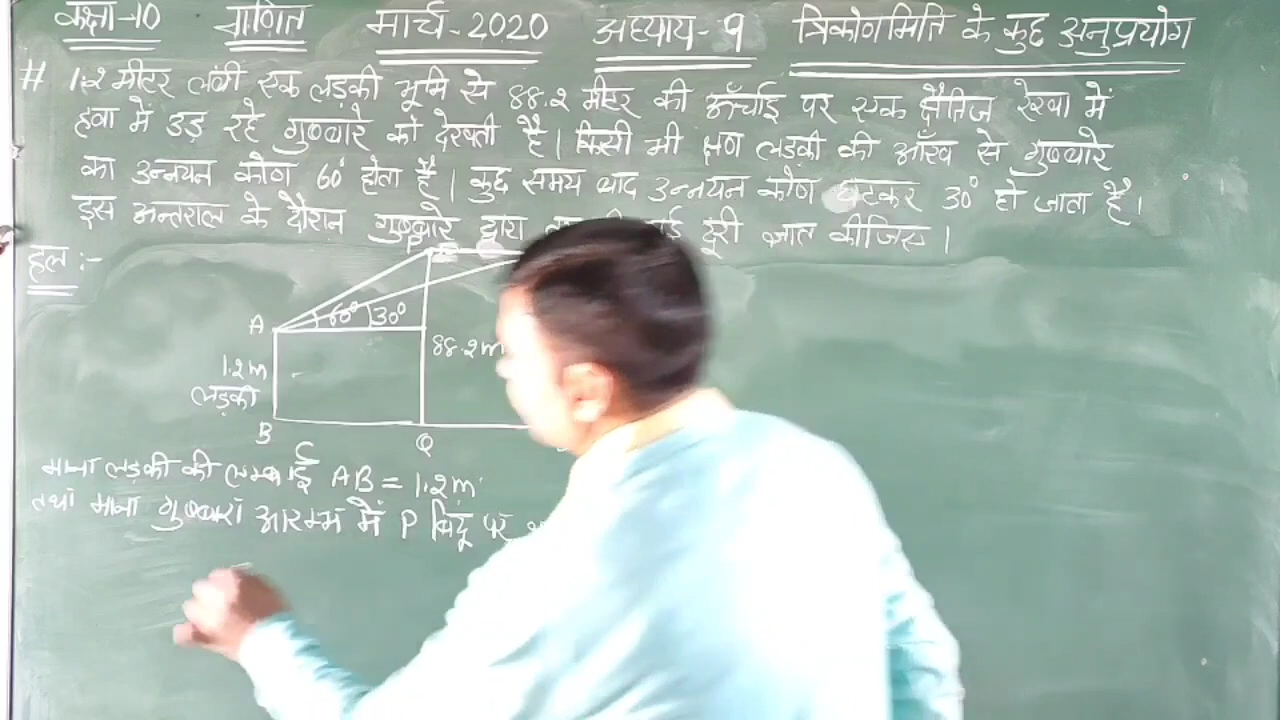 कक्षा-10 गणित मार्च-2020 अध्याय-9 त्रिकोणमिति के कुछ अनुप्रयोग
# 1.2 मीटर लंबी एक लड़की भूमि से 88.2 मीटर की ऊँचाई पर एक क्षैतिज रेखा में
हवा में उड़ रहे गुब्बारे को देखती है। किसी भी क्षण लड़की की आँख से गुब्बारे
का उन्नयन कोण 60° होता है। कुछ समय बाद उन्नयन कोण घटकर 30° हो जाता है।
इस अन्तराल के दौरान गुब्बारे द्वारा दूरी ज्ञात कीजिए।
हल :-
P
A 60° 30°
88.2m
1.2m
लड़की
B Q
माना लड़की की लम्बाई AB = 1.2m
तथा माना गुब्बारा आरम्भ में P बिंदु पर